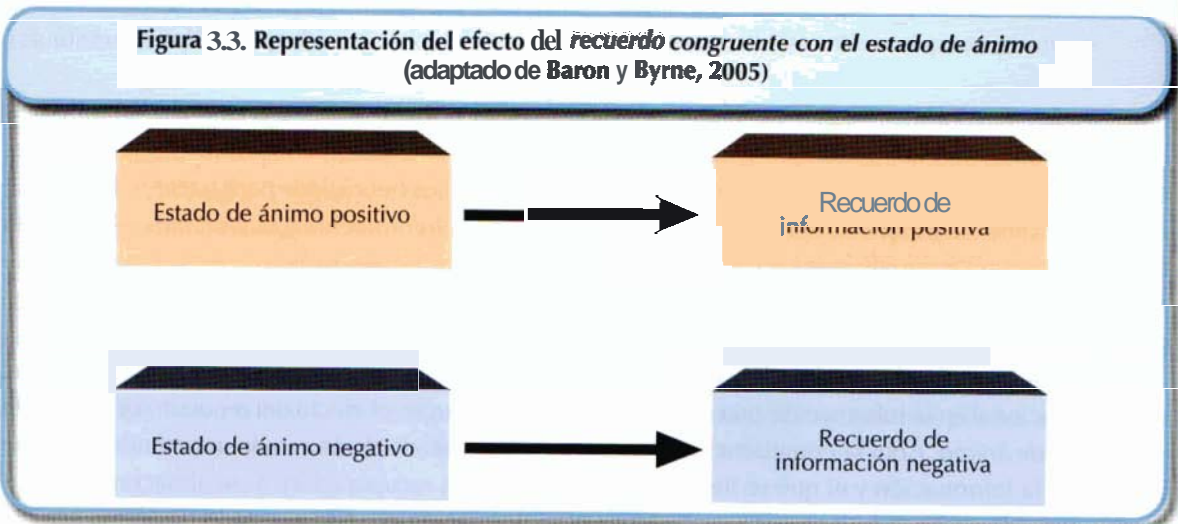 Figura 3.3. Representación del efecto del recuerdo congruente con el estado de ánimo
(adaptado de Baron y Byrne, 2005)
Estado de ánimo positivo
Recuerdo de
información positiva
Estado de ánimo negativo
Recuerdo de
información negativa